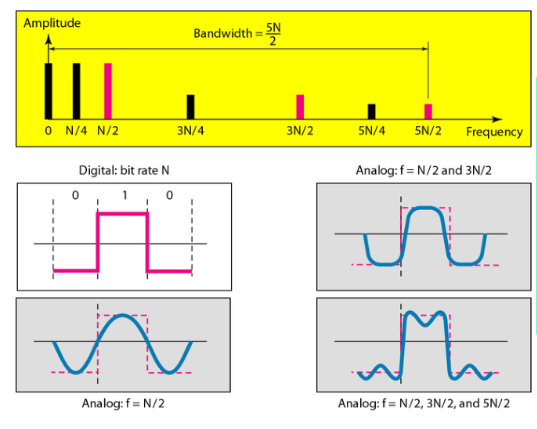 Amplitude
Bandwidth = 5N/2
0 N/4 N/2 3N/4 3N/2 5N/4 5N/2 Frequency
Digital: bit rate N
Analog: f = N/2 and 3N/2
0 1 0
Analog: f = N/2
Analog: f = N/2, 3N/2, and 5N/2